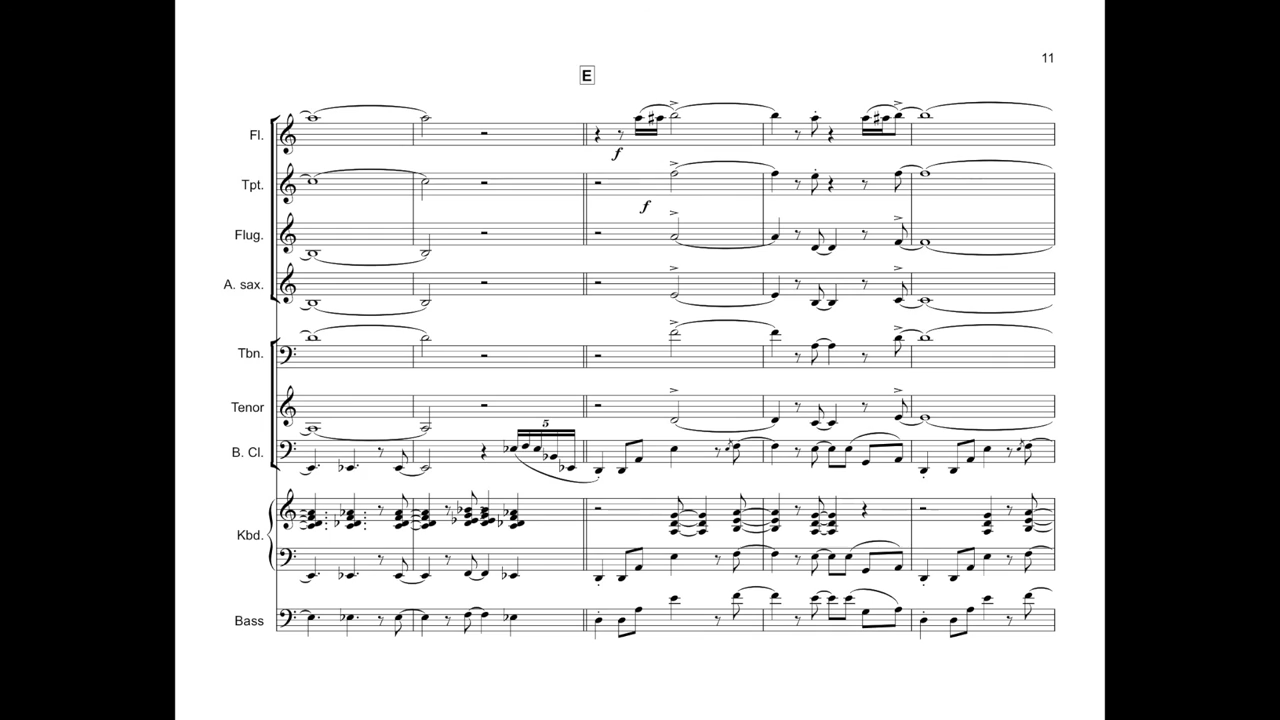 11
E
Fl.
f
Tpt.
f
Flug.
A. sax.
Tbn.
Tenor
5
B. Cl.
Kbd.
Bass